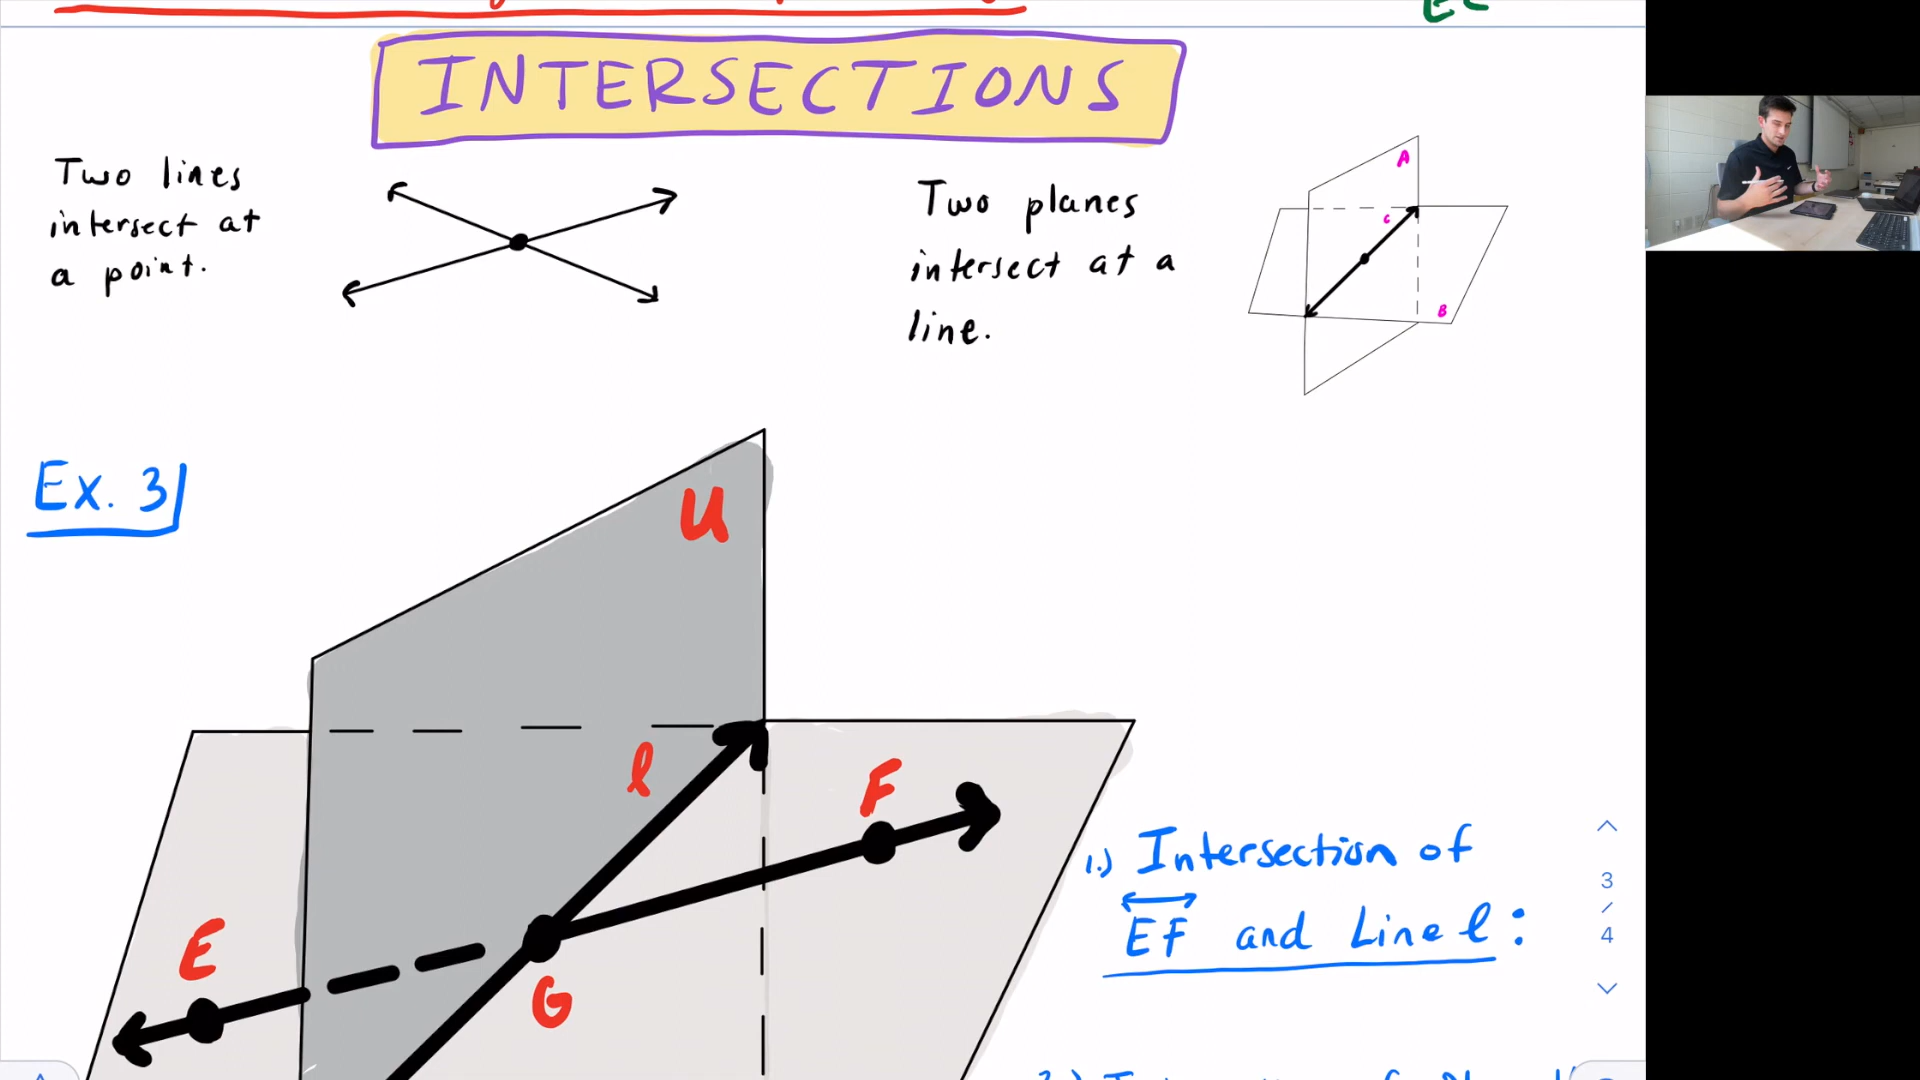 INTERSECTIONS
Two lines
intersect at
a point.
Two planes
intersect at a
line.
A
C
B
Ex. 3
U
l
F
E
G
1.) Intersection of
EF and Line l:
3
/
4